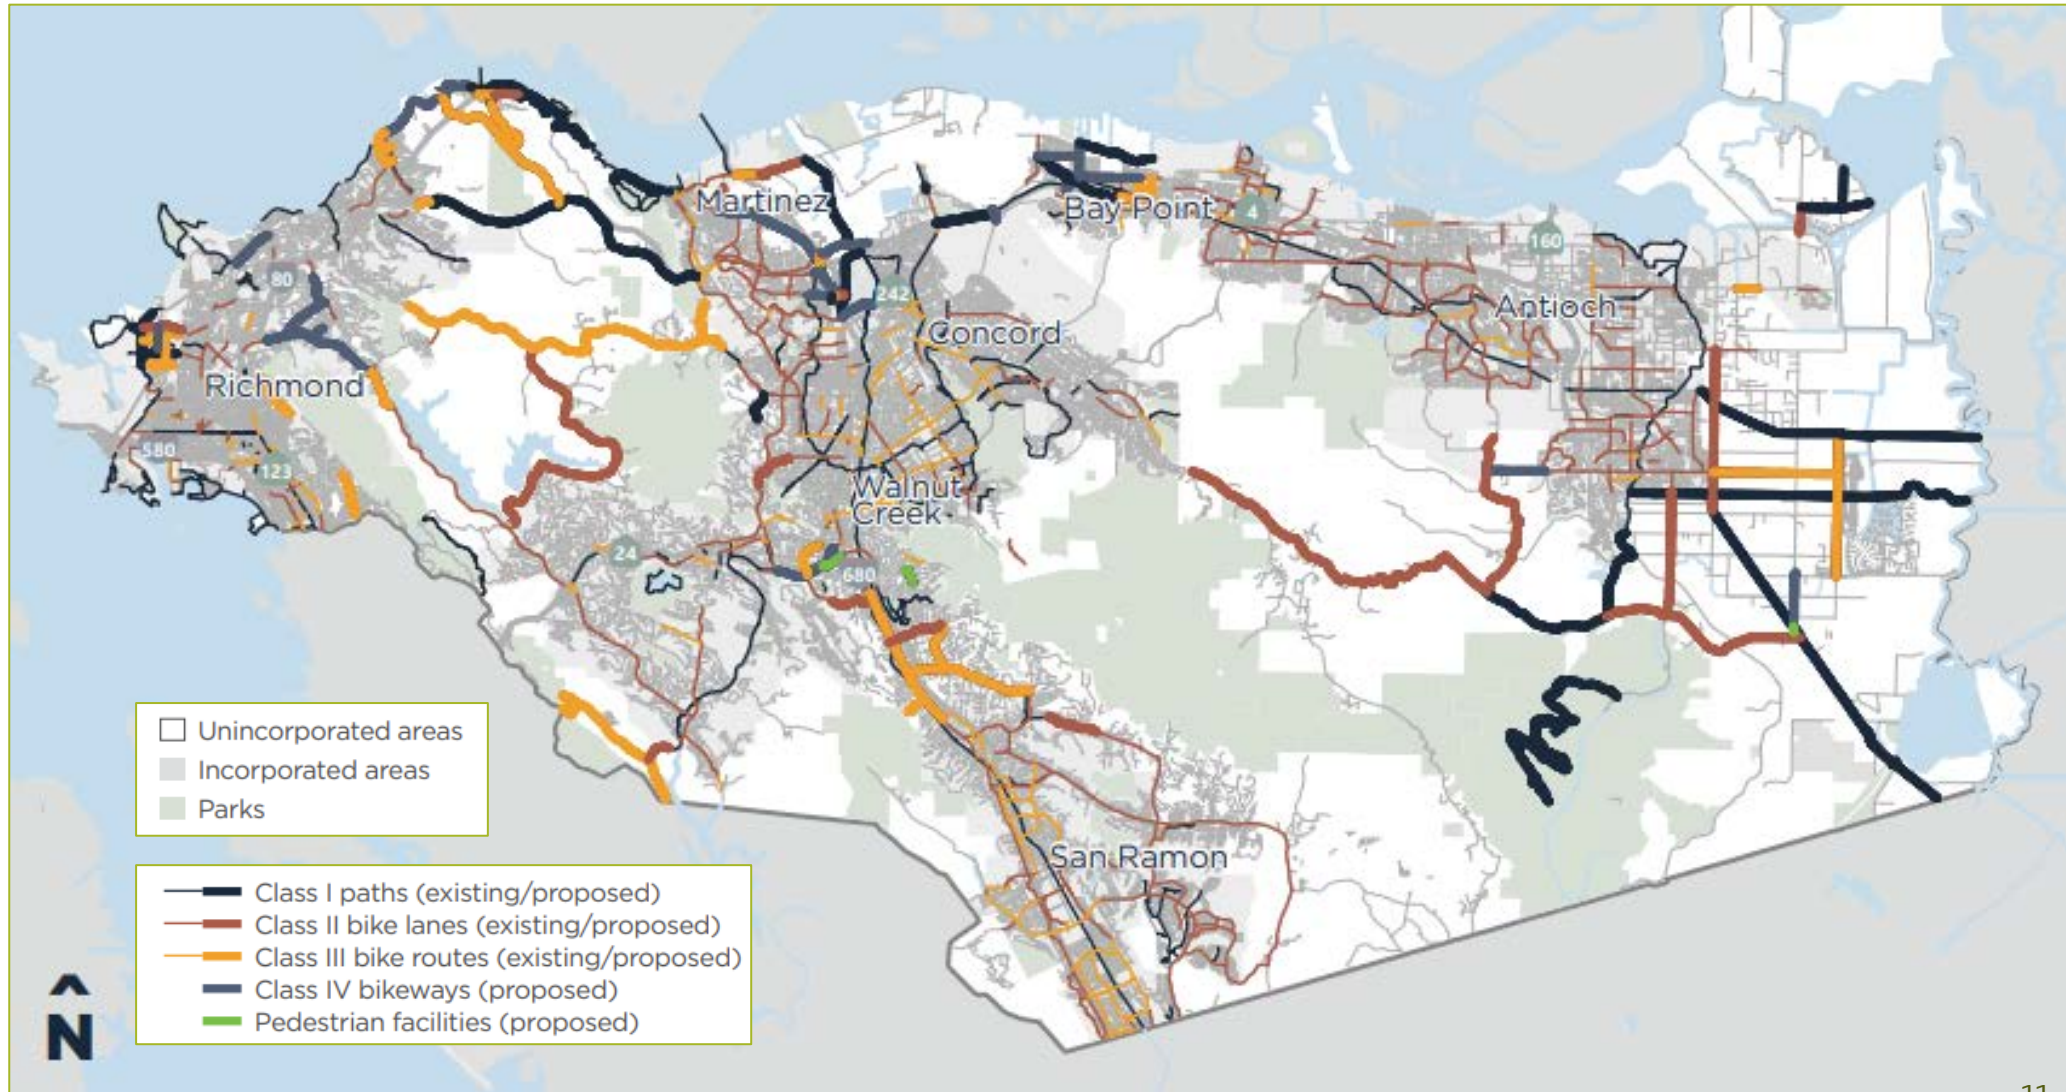 Martinez
Bay Point
4
160
80
242
Antioch
Concord
Richmond
580
123
Walnut
Creek
24
680
Unincorporated areas
Incorporated areas
Parks
San Ramon
Class I paths (existing/proposed)
Class II bike lanes (existing/proposed)
Class III bike routes (existing/proposed)
Class IV bikeways (proposed)
Pedestrian facilities (proposed)
N
11